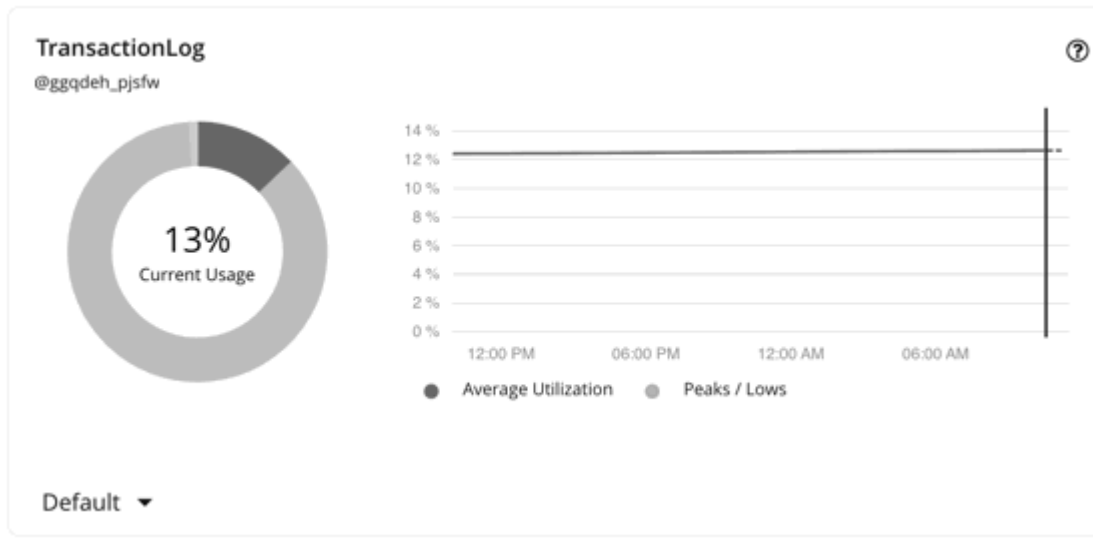 TransactionLog
@ggqdeh_pjsfw
?
13%
Current Usage
14 %
12 %
10 %
8 %
6 %
4 %
2 %
0 %
12:00 PM 06:00 PM 12:00 AM 06:00 AM
Average Utilization Peaks / Lows
Default